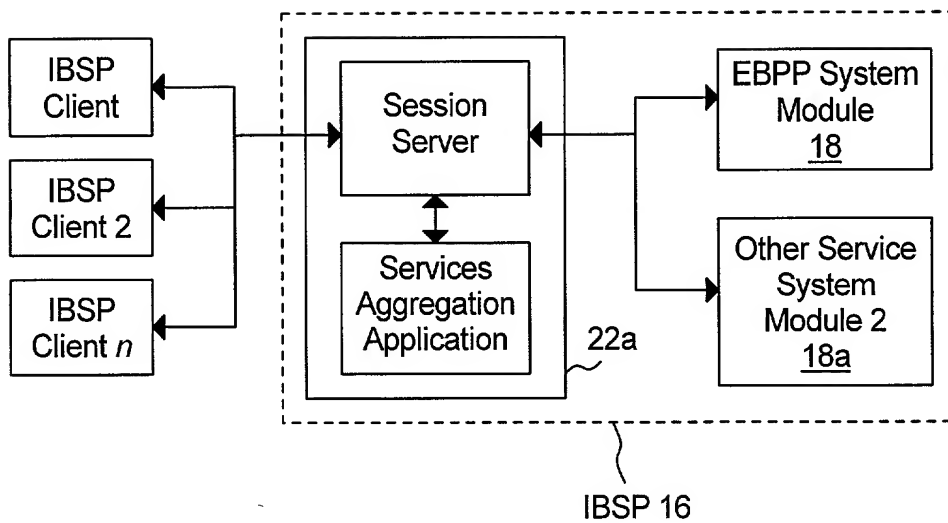 IBSP
Client
IBSP
Client 2
IBSP
Client n
Session
Server
Services
Aggregation
Application
22a
EBPP System
Module
18
Other Service
System
Module 2
18a
IBSP 16